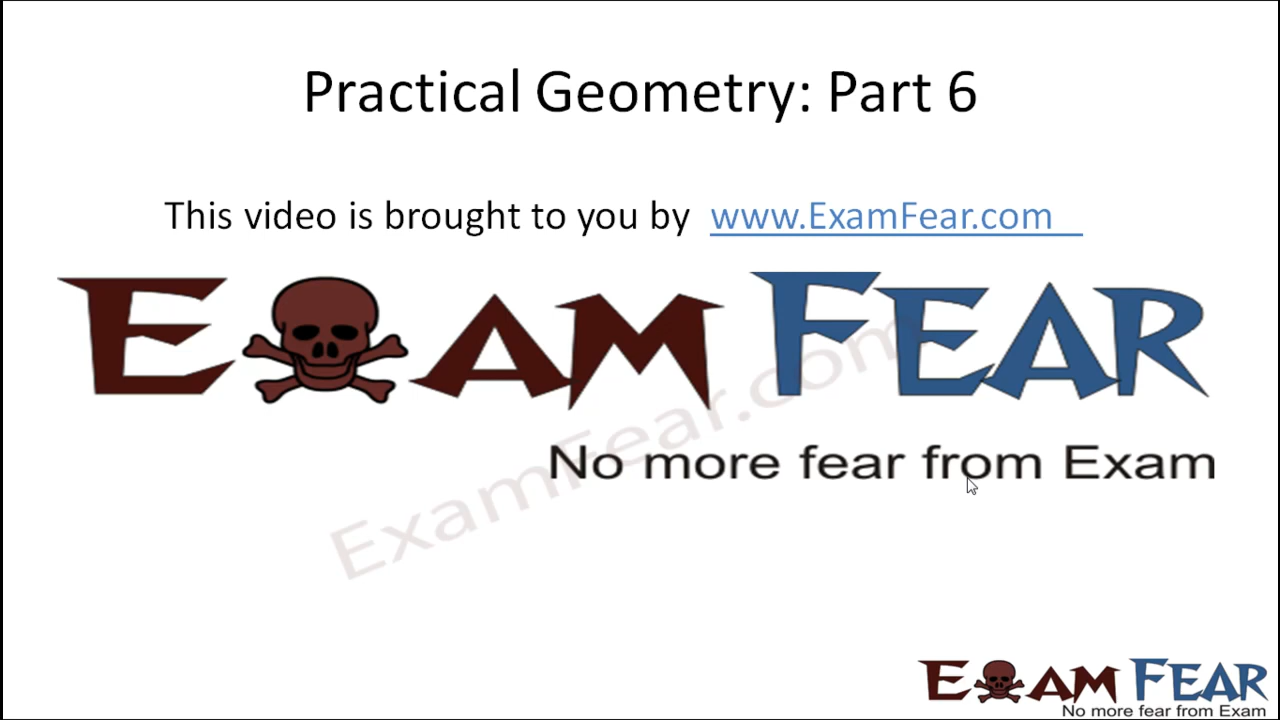 Practical Geometry: Part 6
This video is brought to you by www.ExamFear.com
EXAM FEAR
No more fear from Exam
ExamFear.com
EXAM FEAR
No more fear from Exam